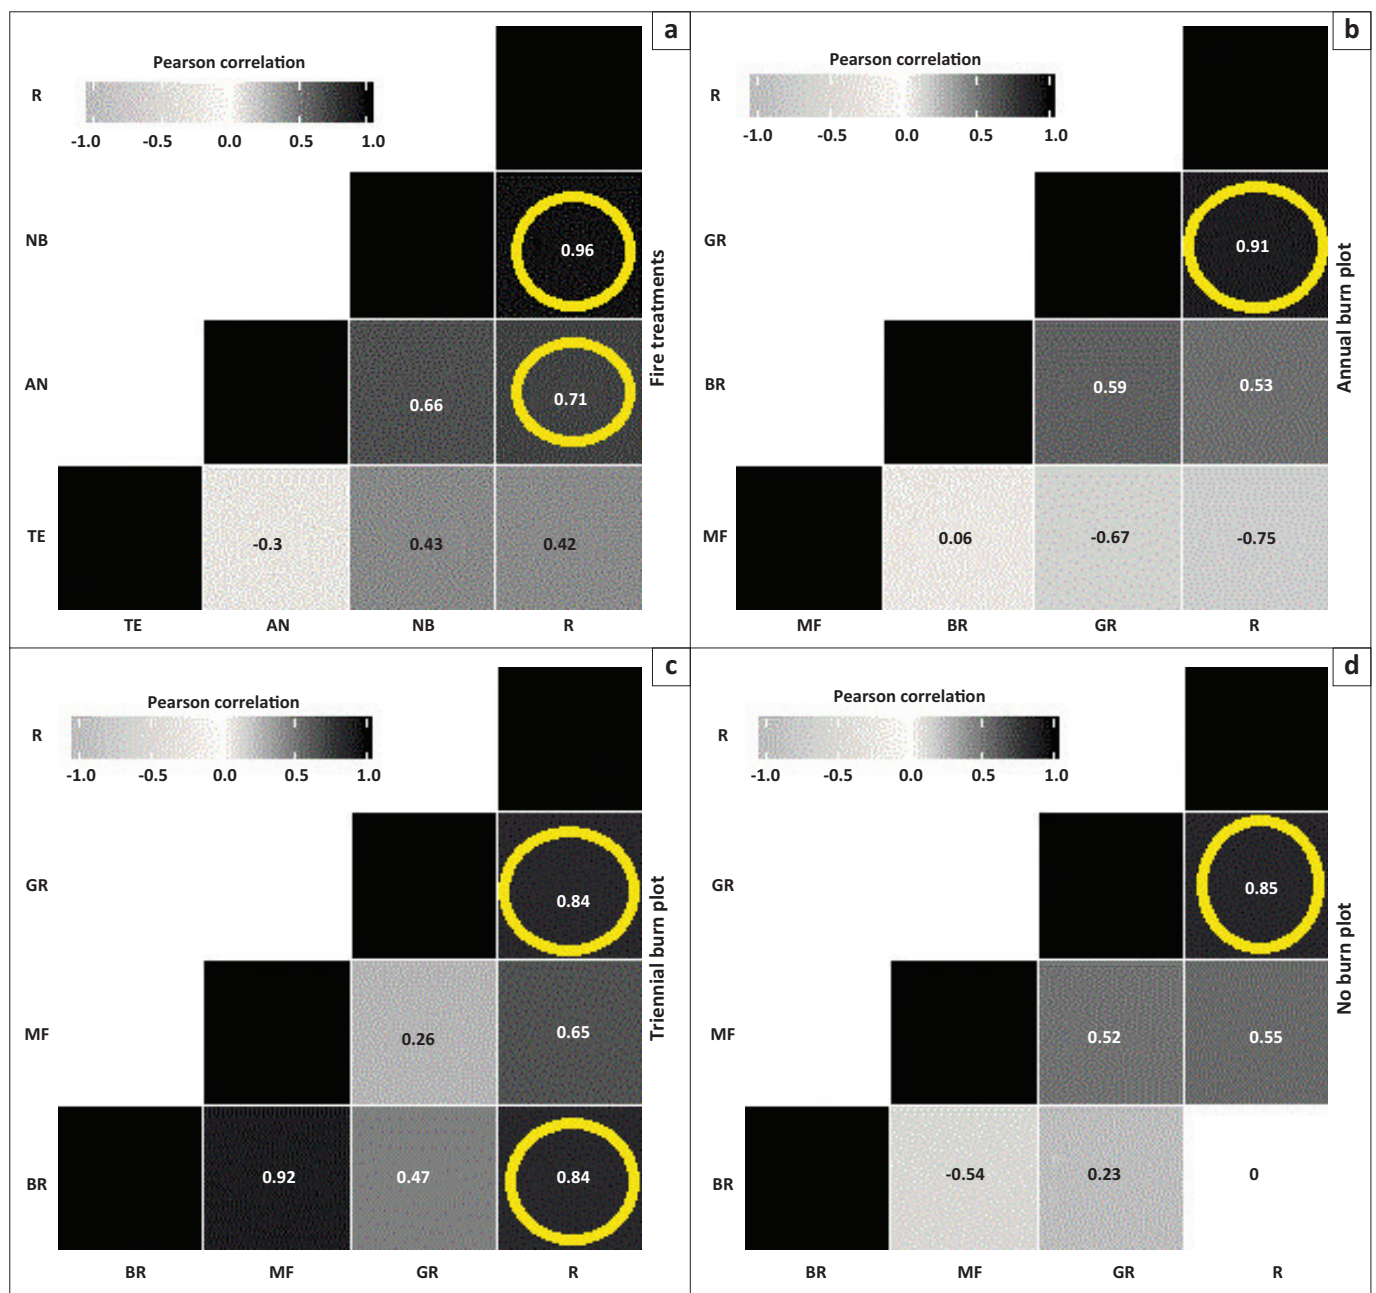 a
Pearson correlation
R
-1.0 -0.5 0.0 0.5 1.0
NB
0.96
AN
0.66 0.71
TE
-0.3 0.43 0.42
TE AN NB R
Fire treatments
b
Pearson correlation
R
-1.0 -0.5 0.0 0.5 1.0
GR
0.91
BR
0.59 0.53
MF
0.06 -0.67 -0.75
MF BR GR R
Annual burn plot
c
Pearson correlation
R
-1.0 -0.5 0.0 0.5 1.0
GR
0.84
MF
0.26 0.65
BR
0.92 0.47 0.84
BR MF GR R
Triennial burn plot
d
Pearson correlation
R
-1.0 -0.5 0.0 0.5 1.0
GR
0.85
MF
0.52 0.55
BR
-0.54 0.23 0
BR MF GR R
No burn plot